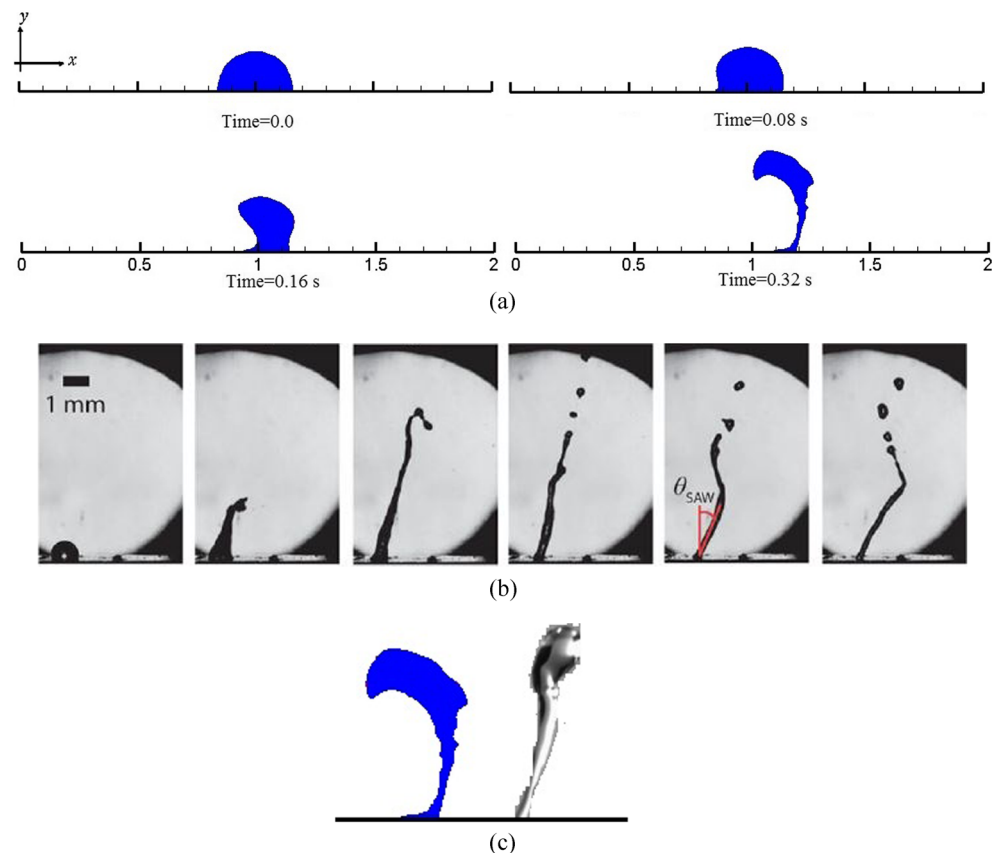 y
x
Time=0.0
Time=0.08 s
0 0.5 1 1.5 2
0 0.5 1 1.5 2
Time=0.16 s
Time=0.32 s
(a)
1 mm
θSAW
(b)
(c)